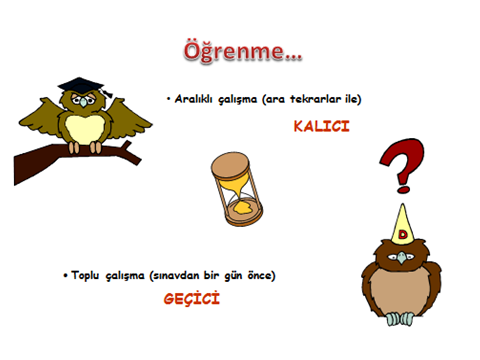 Öğrenme...
• Aralıklı çalışma (ara tekrarlar ile)
KALICI
?
D
• Toplu çalışma (sınavdan bir gün önce)
GEÇİCİ